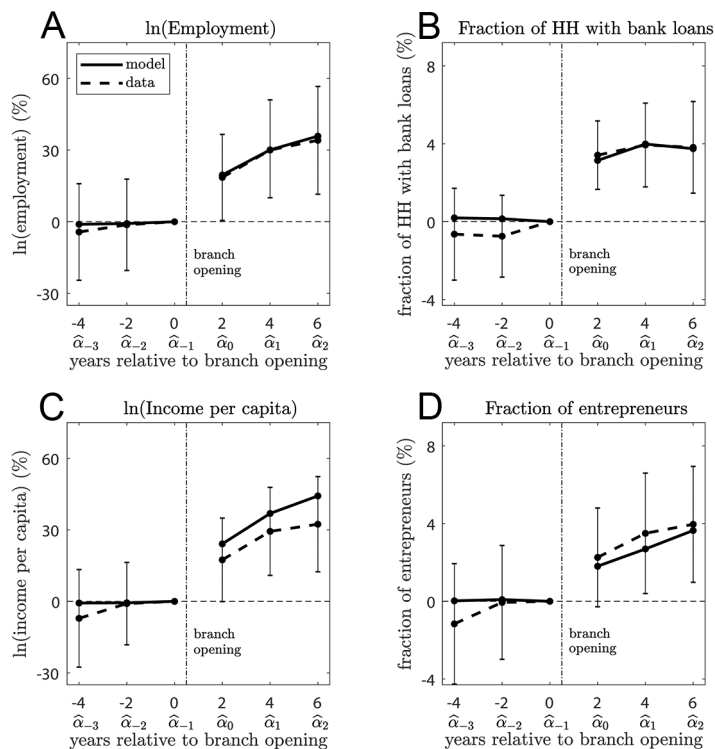 A
ln(Employment)
model
data
ln(employment) (%)
60
30
0
-30
branch
opening
-4 -2 0 2 4 6
α̂₋₃ α̂₋₂ α̂₋₁ α̂₀ α̂₁ α̂₂
years relative to branch opening
B
Fraction of HH with bank loans
fraction of HH with bank loans (%)
8
4
0
-4
branch
opening
-4 -2 0 2 4 6
α̂₋₃ α̂₋₂ α̂₋₁ α̂₀ α̂₁ α̂₂
years relative to branch opening
C
ln(Income per capita)
ln(income per capita) (%)
60
30
0
-30
branch
opening
-4 -2 0 2 4 6
α̂₋₃ α̂₋₂ α̂₋₁ α̂₀ α̂₁ α̂₂
years relative to branch opening
D
Fraction of entrepreneurs
fraction of entrepreneurs (%)
8
4
0
-4
branch
opening
-4 -2 0 2 4 6
α̂₋₃ α̂₋₂ α̂₋₁ α̂₀ α̂₁ α̂₂
years relative to branch opening